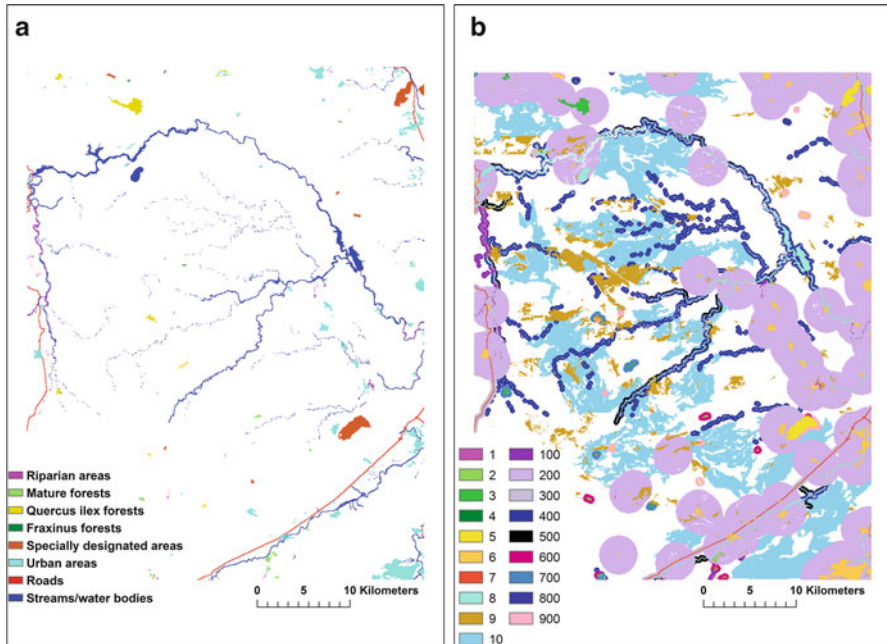 a
Riparian areas
Mature forests
Quercus ilex forests
Fraxinus forests
Specially designated areas
Urban areas
Roads
Streams/water bodies
0 5 10 Kilometers
b
1 100
2 200
3 300
4 400
5 500
6 600
7 700
8 800
9 900
10
0 5 10 Kilometers